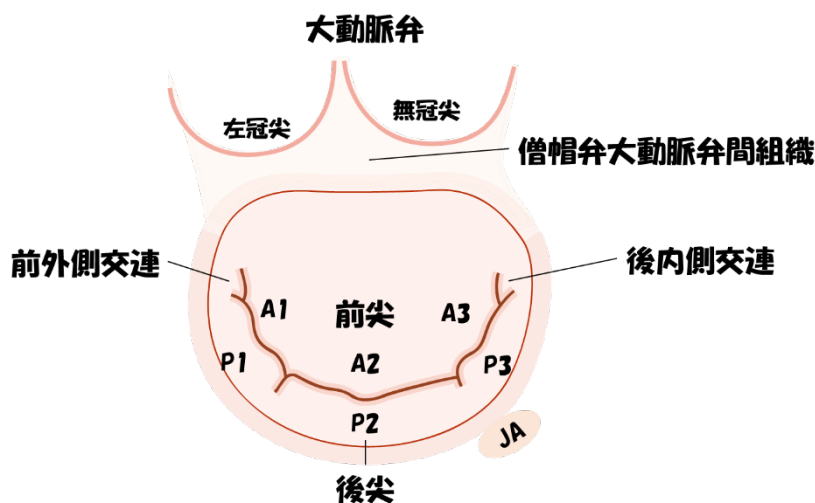 大動脈弁
左冠尖
無冠尖
僧帽弁大動脈弁間組織
前外側交連
後内側交連
A1
前尖
A3
P1
A2
P3
P2
JA
後尖